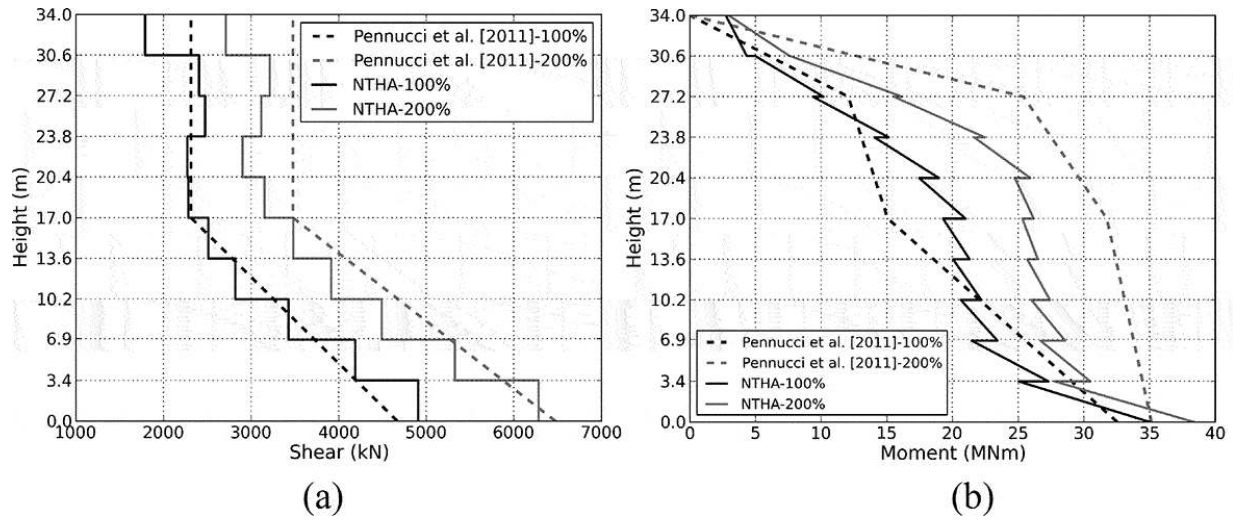 34.0
30.6
27.2
23.8
20.4
17.0
13.6
10.2
6.9
3.4
0.0
Height (m)
1000 2000 3000 4000 5000 6000 7000
Shear (kN)
Pennucci et al. [2011]-100%
Pennucci et al. [2011]-200%
NTHA-100%
NTHA-200%
(a)
34.0
30.6
27.2
23.8
20.4
17.0
13.6
10.2
6.9
3.4
0.0
Height (m)
0 5 10 15 20 25 30 35 40
Moment (MNm)
Pennucci et al. [2011]-100%
Pennucci et al. [2011]-200%
NTHA-100%
NTHA-200%
(b)